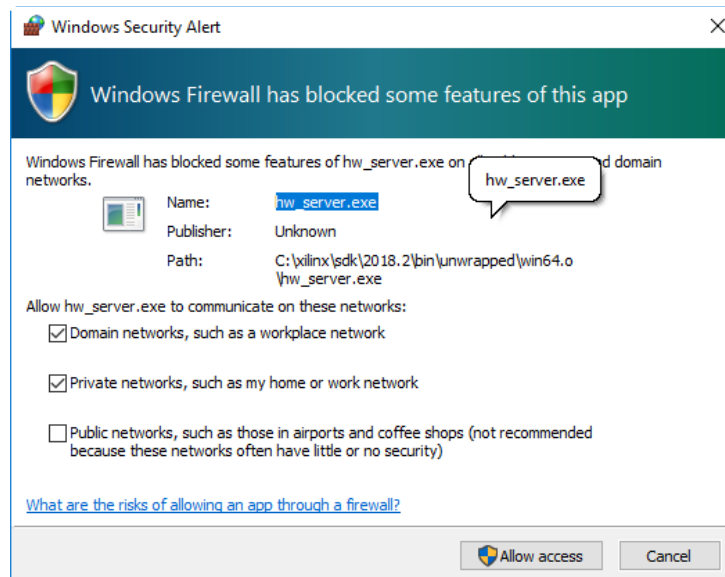 Windows Security Alert
Windows Firewall has blocked some features of this app
Windows Firewall has blocked some features of hw_server.exe on domain
networks.
hw_server.exe
Name: hw_server.exe
Publisher: Unknown
Path: C:\xilinx\sdk\2018.2\bin\unwrapped\win64.o
\hw_server.exe
Allow hw_server.exe to communicate on these networks:
Domain networks, such as a workplace network
Private networks, such as my home or work network
Public networks, such as those in airports and coffee shops (not recommended
because these networks often have little or no security)
What are the risks of allowing an app through a firewall?
Allow access
Cancel